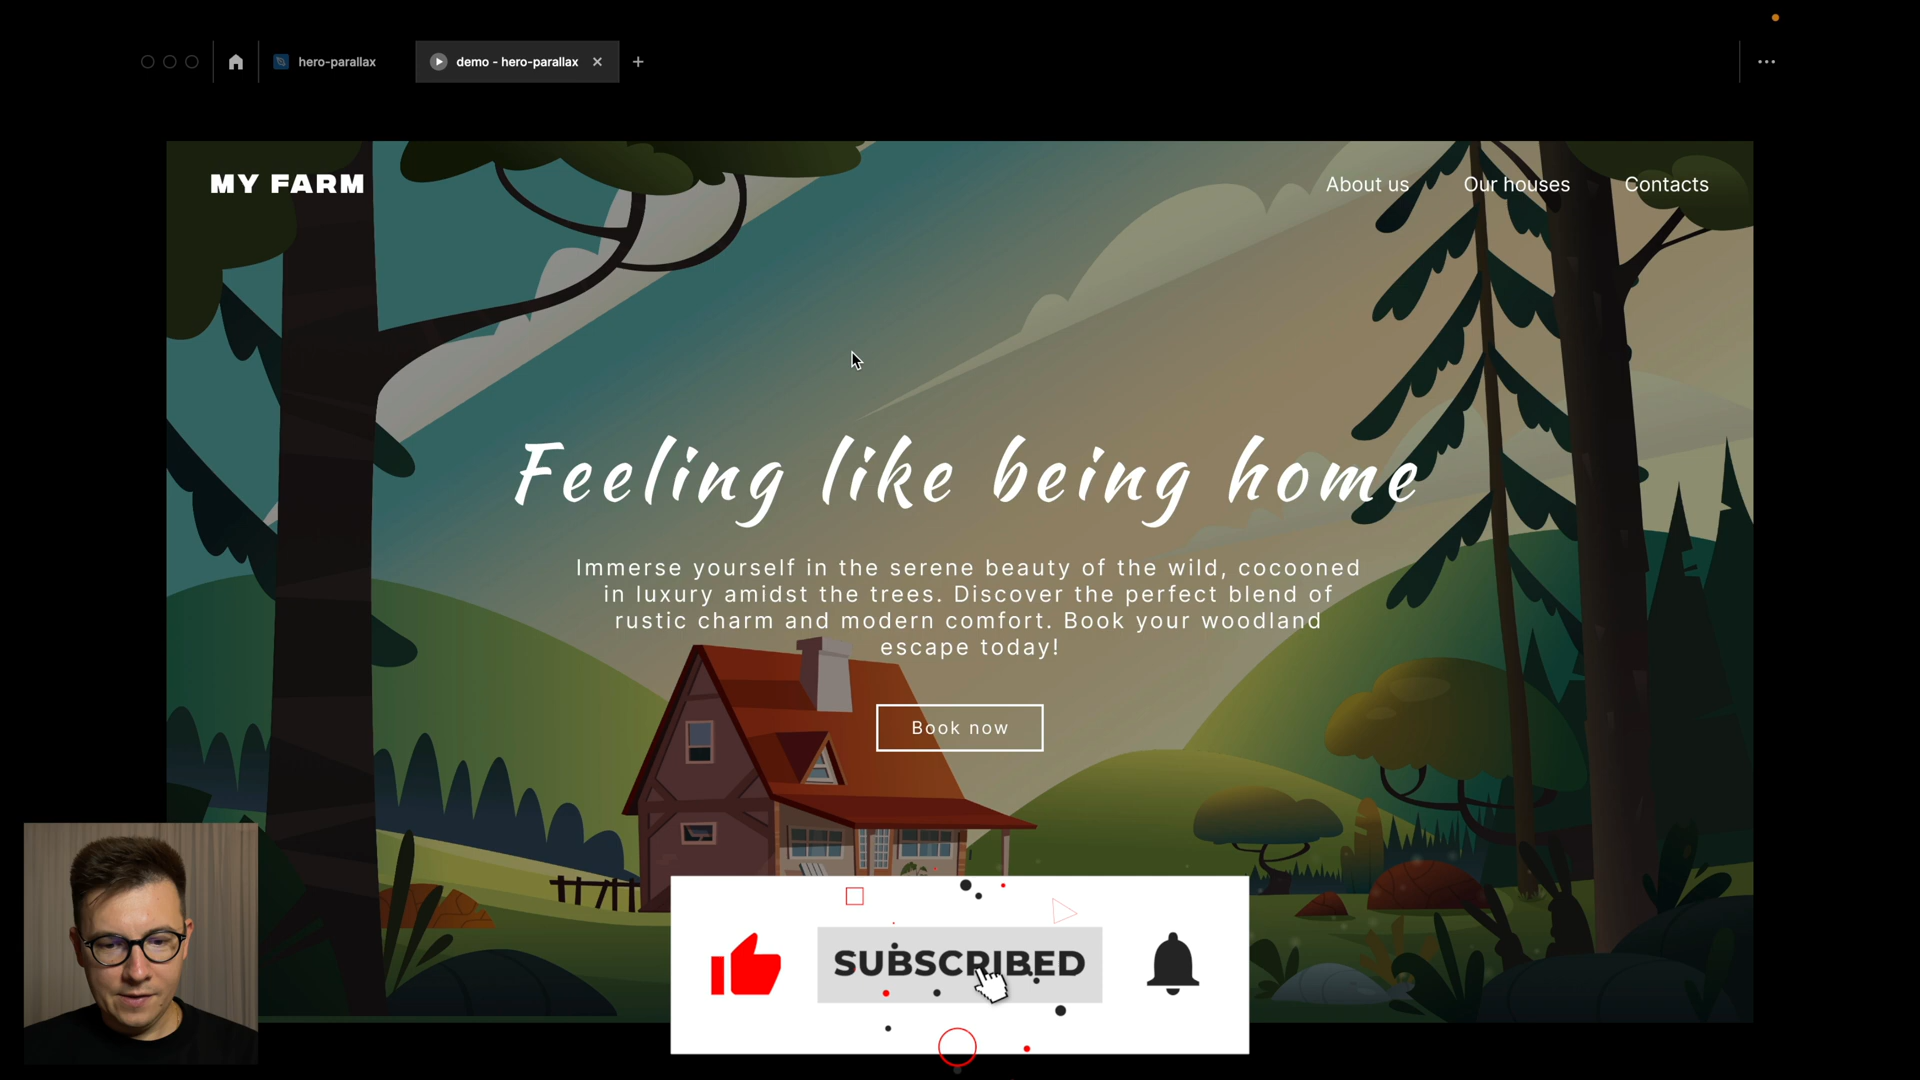 hero-parallax
demo - hero-parallax
MY FARM
About us
Our houses
Contacts
Feeling like being home
Immerse yourself in the serene beauty of the wild, cocooned
in luxury amidst the trees. Discover the perfect blend of
rustic charm and modern comfort. Book your woodland
escape today!
Book now
SUBSCRIBED